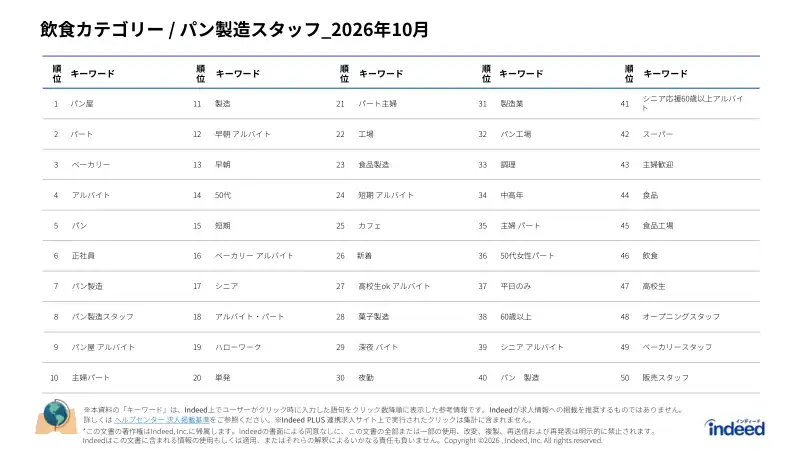 飲食カテゴリー / パン製造スタッフ_2026年10月
順位 キーワード 順位 キーワード 順位 キーワード 順位 キーワード 順位 キーワード
1 パン屋 11 製造 21 パート主婦 31 製造業 41 シニア応援60歳以上アルバイト
2 パート 12 早朝 アルバイト 22 工場 32 パン工場 42 スーパー
3 ベーカリー 13 早朝 23 食品製造 33 調理 43 主婦歓迎
4 アルバイト 14 50代 24 短期 アルバイト 34 中高年 44 食品
5 パン 15 短期 25 カフェ 35 主婦 パート 45 食品工場
6 正社員 16 ベーカリー アルバイト 26 新着 36 50代女性パート 46 飲食
7 パン製造 17 シニア 27 高校生ok アルバイト 37 平日のみ 47 高校生
8 パン製造スタッフ 18 アルバイト・パート 28 菓子製造 38 60歳以上 48 オープニングスタッフ
9 パン屋 アルバイト 19 ハローワーク 29 深夜 バイト 39 シニア アルバイト 49 ベーカリースタッフ
10 主婦パート 20 単発 30 夜勤 40 パン　製造 50 販売スタッフ
※本資料の「キーワード」は、Indeed上でユーザーがクリック時に入力した語句をクリック数降順に表示した参考情報です。Indeedが求人情報への掲載を推奨するものではありません。
詳しくは ヘルプセンター 求人掲載基準をご参照ください。※Indeed PLUS 連携求人サイト上で実行されたクリックは集計に含まれません。
*この文書の著作権はIndeed, Inc.に帰属します。Indeedの書面による同意なしに、この文書の全部または一部の使用、改変、複製、再送信および再発表は明示的に禁止されます。
Indeedはこの文書に含まれる情報の使用もしくは適用、またはそれらの解釈によるいかなる責任も負いません。Copyright ©2026 , Indeed, Inc. All rights reserved.
インディード
indeed